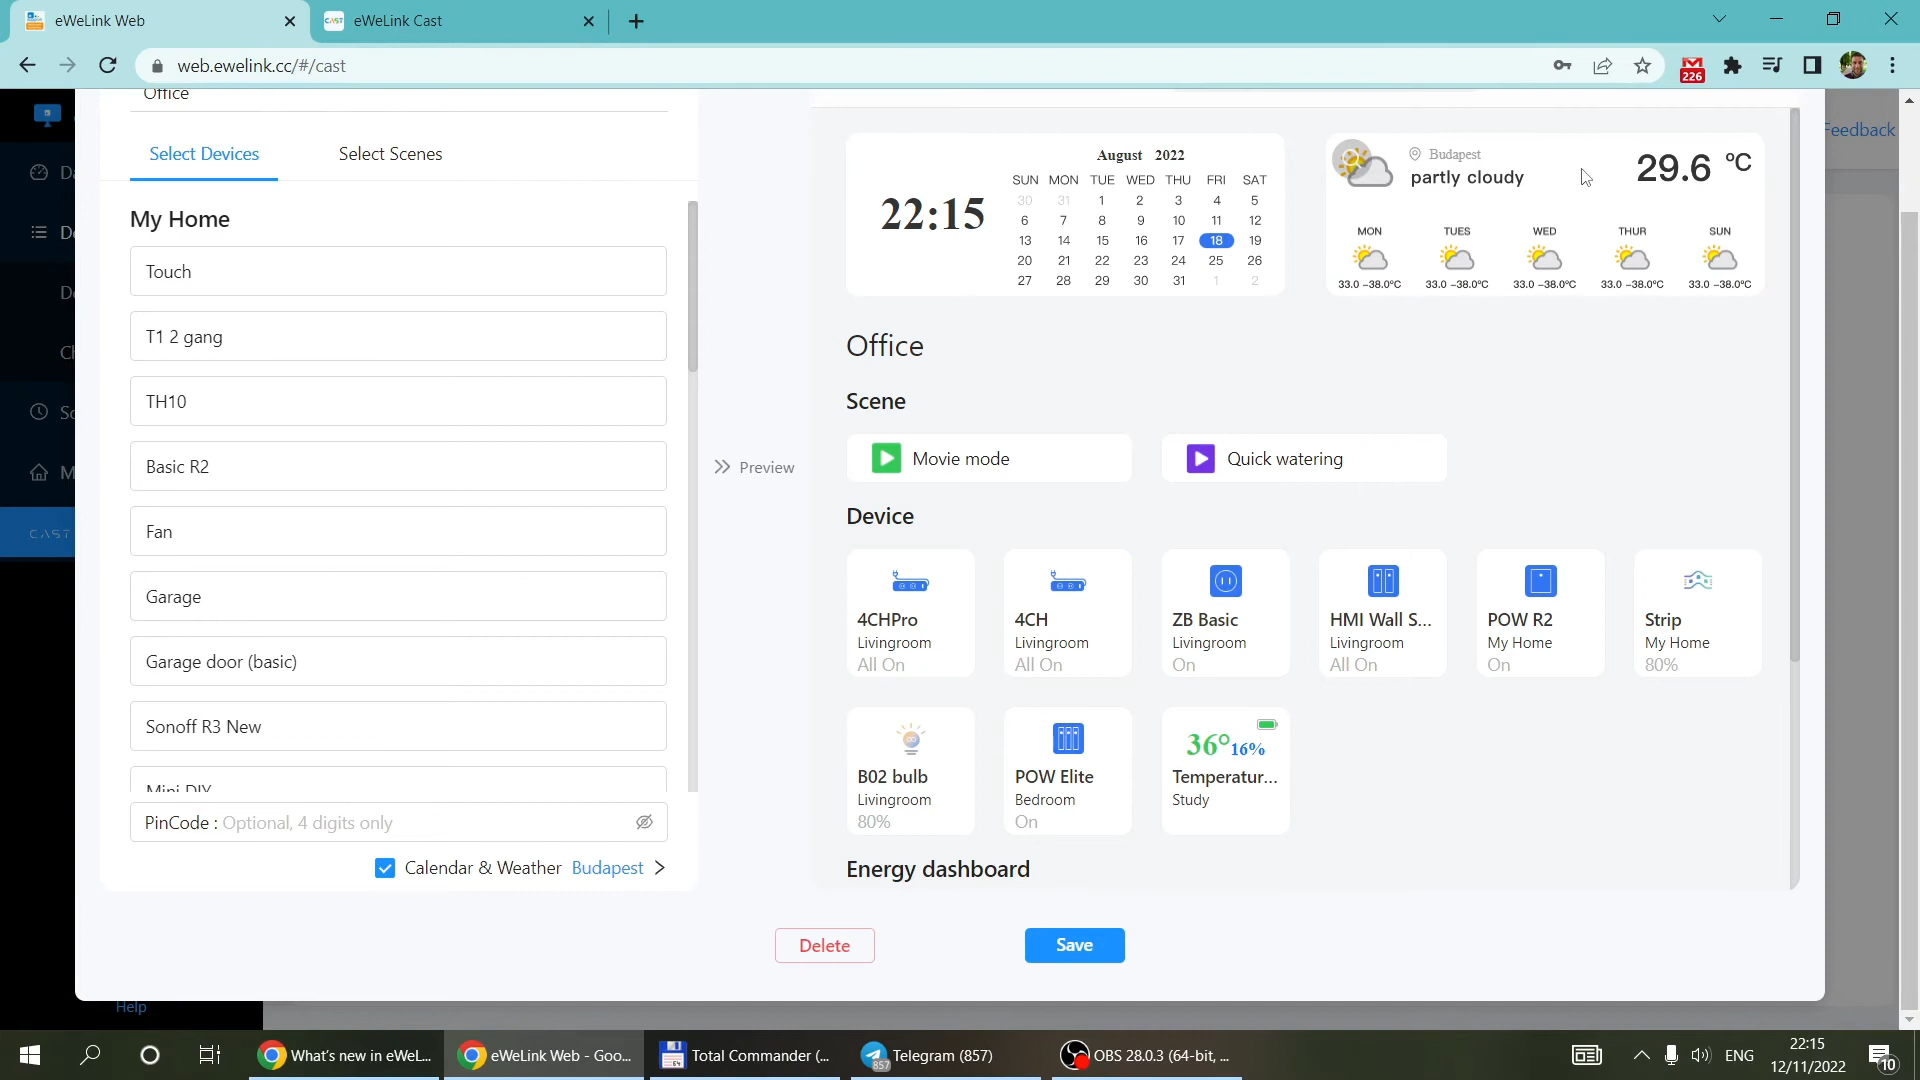 eWeLink Web
CAST eWeLink Cast
web.ewelink.cc/#/cast
226
Feedback
Office
Select Devices Select Scenes
My Home
Touch
T1 2 gang
TH10
Basic R2
Fan
Garage
Garage door (basic)
Sonoff R3 New
Mini DIY
PinCode : Optional, 4 digits only
Calendar & Weather Budapest
CAST
Help
Preview
August 2022
22:15
SUN MON TUE WED THU FRI SAT
30 31 1 2 3 4 5
6 7 8 9 10 11 12
13 14 15 16 17 18 19
20 21 22 23 24 25 26
27 28 29 30 31 1 2
Budapest
partly cloudy
29.6 °C
MON TUES WED THUR SUN
33.0 –38.0°C 33.0 –38.0°C 33.0 –38.0°C 33.0 –38.0°C 33.0 –38.0°C
Office
Scene
Movie mode Quick watering
Device
4CHPro 4CH ZB Basic HMI Wall S... POW R2 Strip
Livingroom Livingroom Livingroom Livingroom My Home My Home
All On All On On All On On 80%
36° 16%
B02 bulb POW Elite Temperatur...
Livingroom Bedroom Study
80% On
Energy dashboard
Delete Save
What's new in eWeL... eWeLink Web - Goo... Total Commander (... Telegram (857) OBS 28.0.3 (64-bit, ...
64
857
ENG
22:15
12/11/2022
10